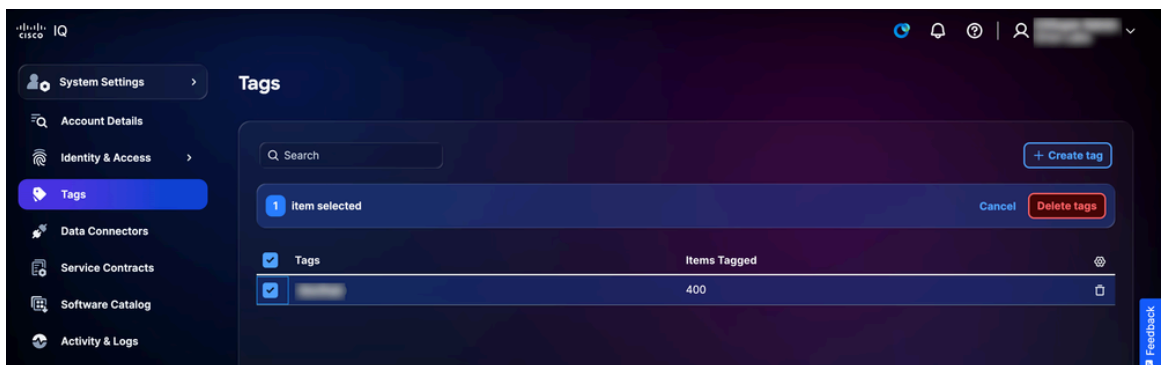 cisco IQ
System Settings
Tags
Account Details
Identity & Access
Search
+ Create tag
Tags
1 item selected
Cancel
Delete tags
Data Connectors
Tags
Items Tagged
Service Contracts
400
Software Catalog
Activity & Logs
Feedback